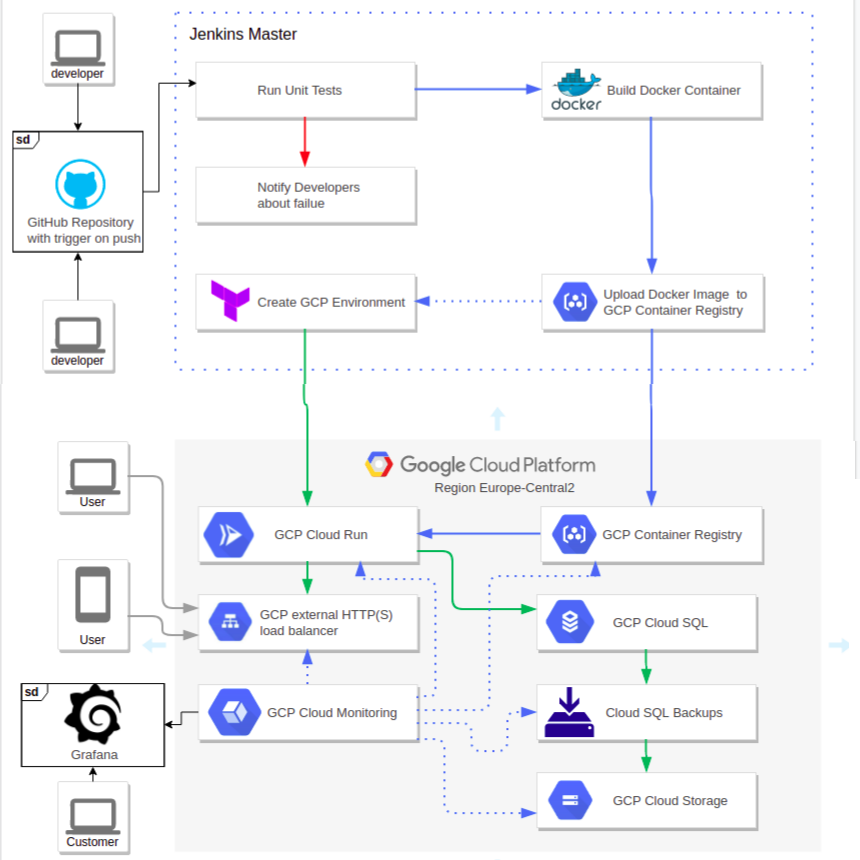 Jenkins Master
developer
Run Unit Tests
docker
Build Docker Container
sd
GitHub Repository
with trigger on push
Notify Developers
about failue
Create GCP Environment
Upload Docker Image to
GCP Container Registry
developer
Google Cloud Platform
Region Europe-Central2
User
GCP Cloud Run
GCP Container Registry
User
GCP external HTTP(S)
load balancer
GCP Cloud SQL
sd
Grafana
GCP Cloud Monitoring
Cloud SQL Backups
Customer
GCP Cloud Storage